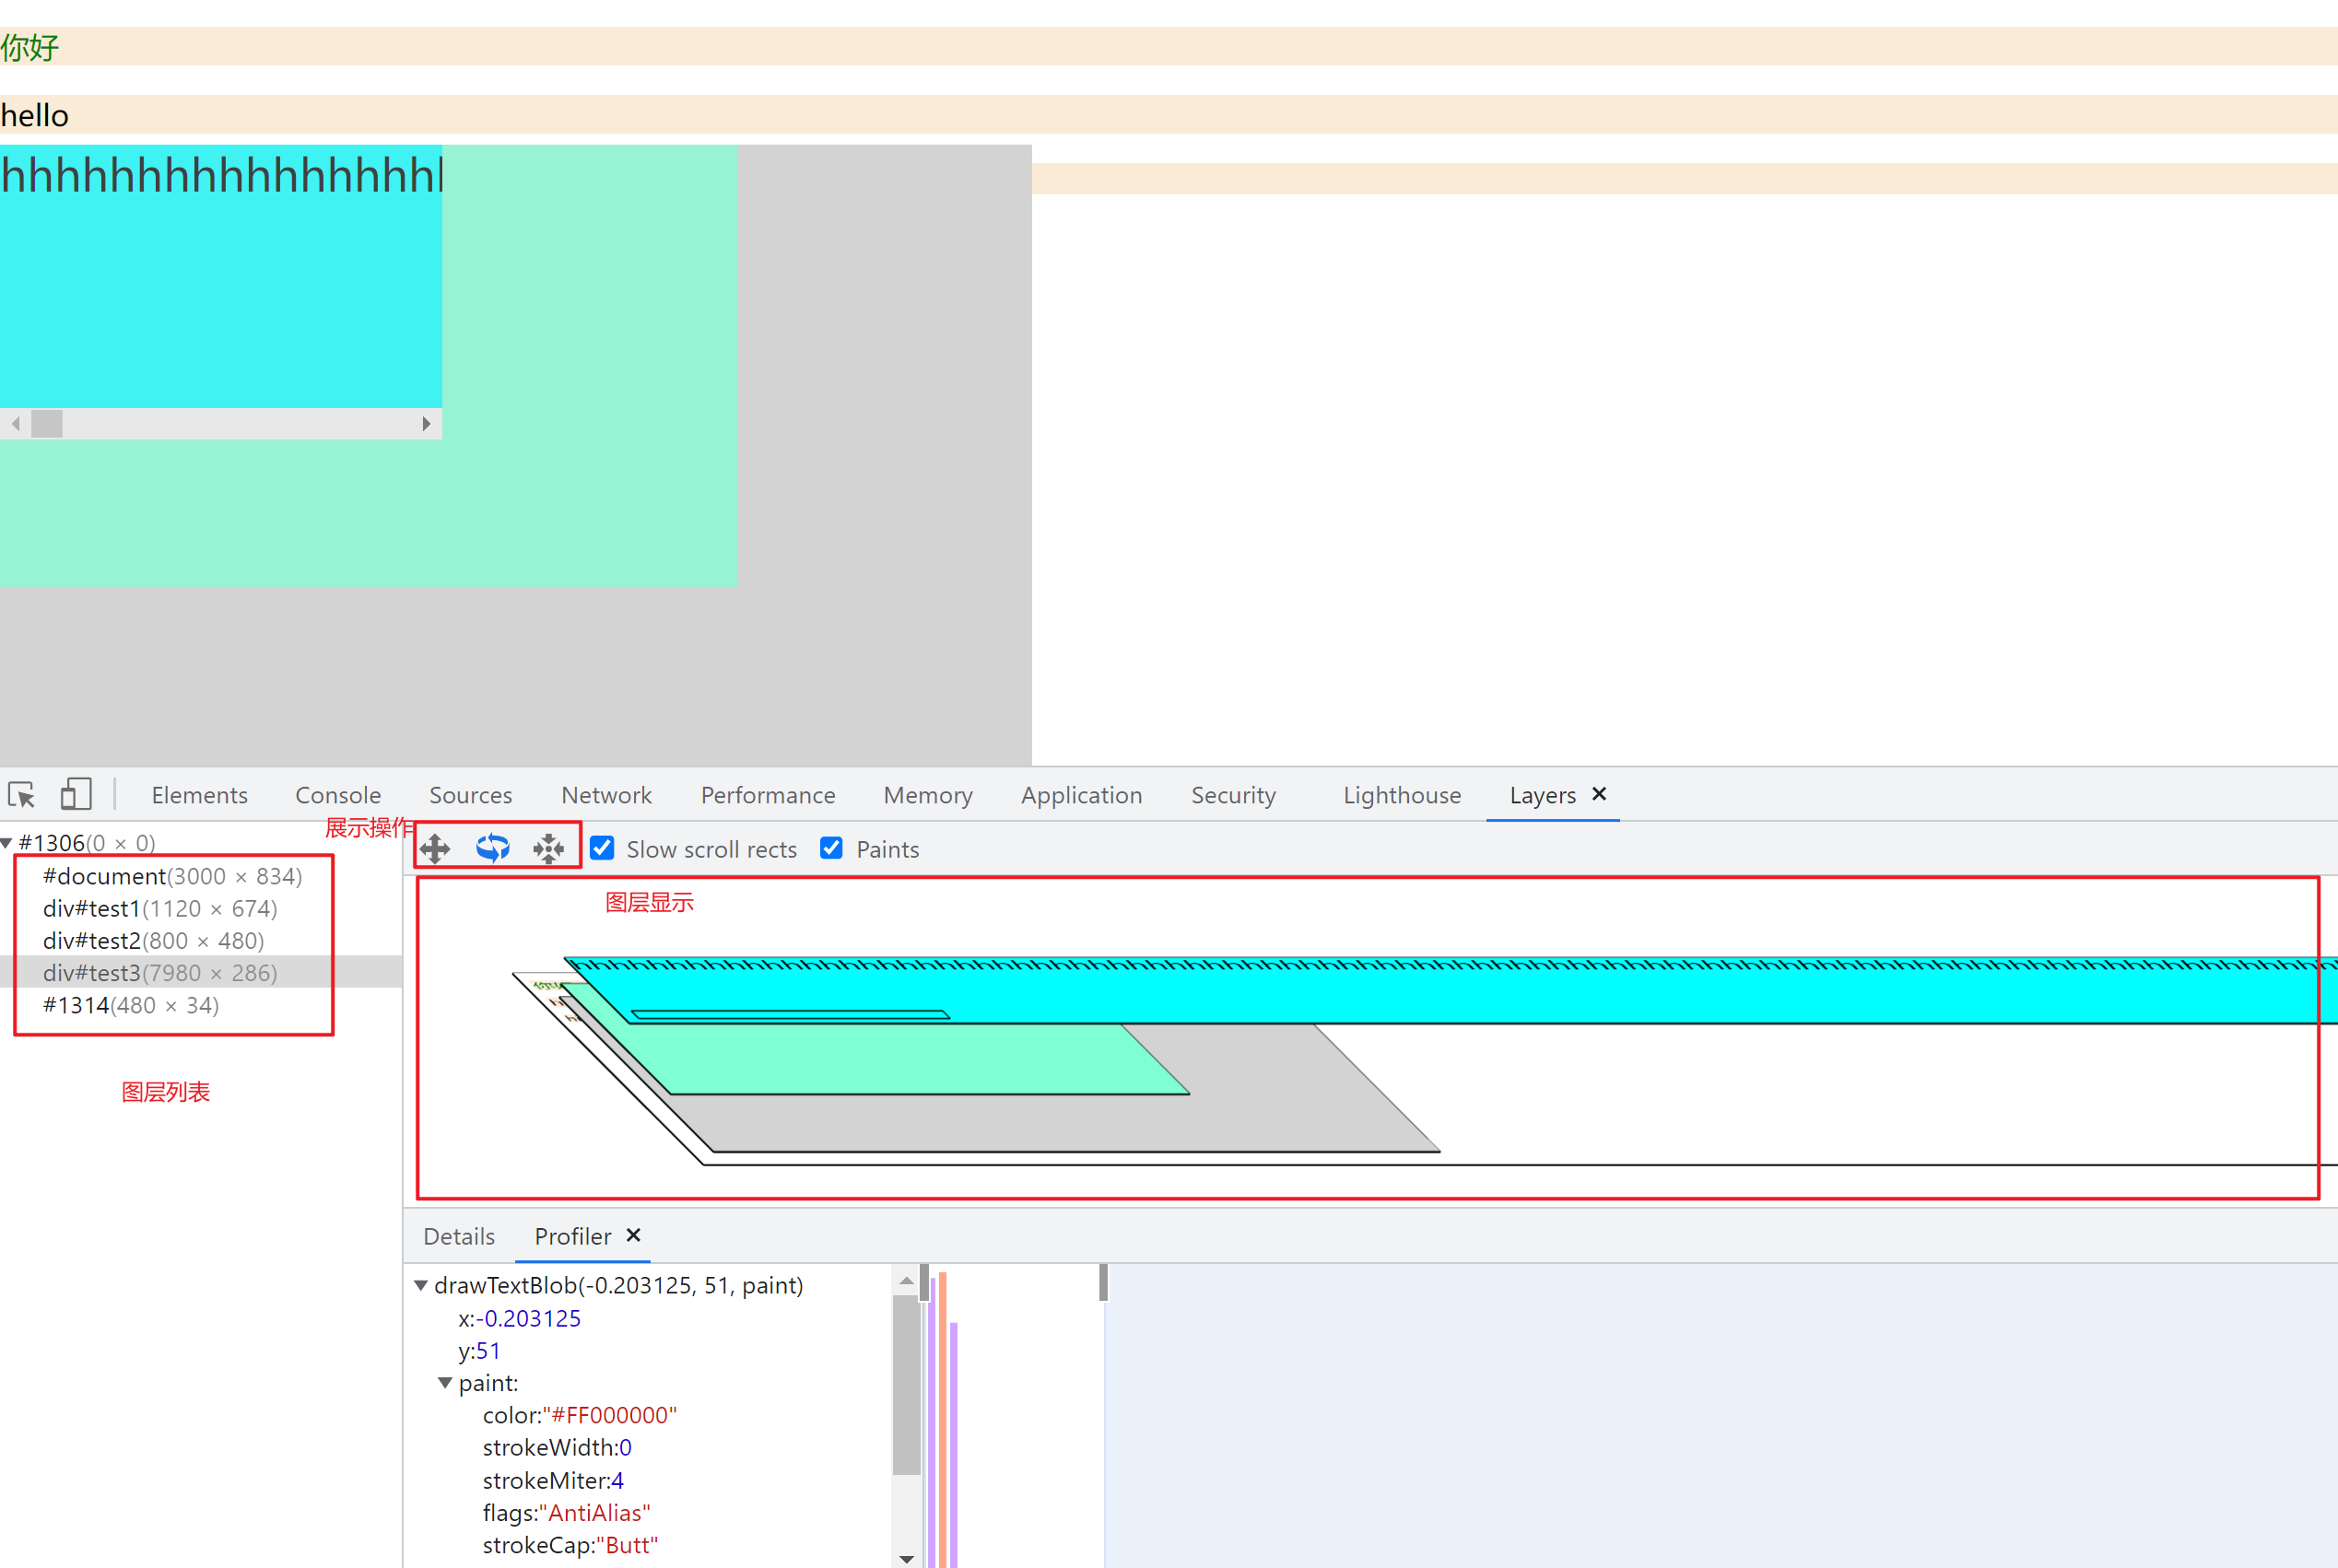 你好
hello
hhhhhhhhhhhhhhhhh
Elements Console Sources Network Performance Memory Application Security Lighthouse Layers
展示操作
#1306(0 × 0)
#document(3000 × 834)
div#test1(1120 × 674)
div#test2(800 × 480)
div#test3(7980 × 286)
#1314(480 × 34)
图层列表
Slow scroll rects Paints
图层显示
Details Profiler
drawTextBlob(-0.203125, 51, paint)
x:-0.203125
y:51
paint:
color:"#FF000000"
strokeWidth:0
strokeMiter:4
flags:"AntiAlias"
strokeCap:"Butt"